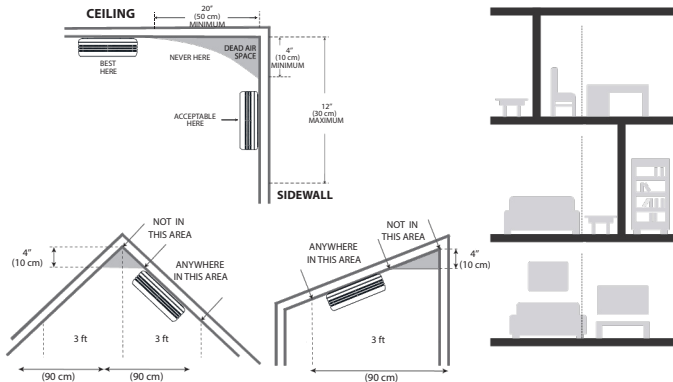 CEILING
20"
(50 cm)
MINIMUM
BEST
HERE
NEVER HERE
DEAD AIR
SPACE
4"
(10 cm)
MINIMUM
ACCEPTABLE
HERE
12"
(30 cm)
MAXIMUM
SIDEWALL
NOT IN
THIS AREA
4"
(10 cm)
ANYWHERE
IN THIS AREA
3 ft
3 ft
(90 cm)
(90 cm)
NOT IN
THIS AREA
ANYWHERE
IN THIS AREA
4"
(10 cm)
3 ft
(90 cm)